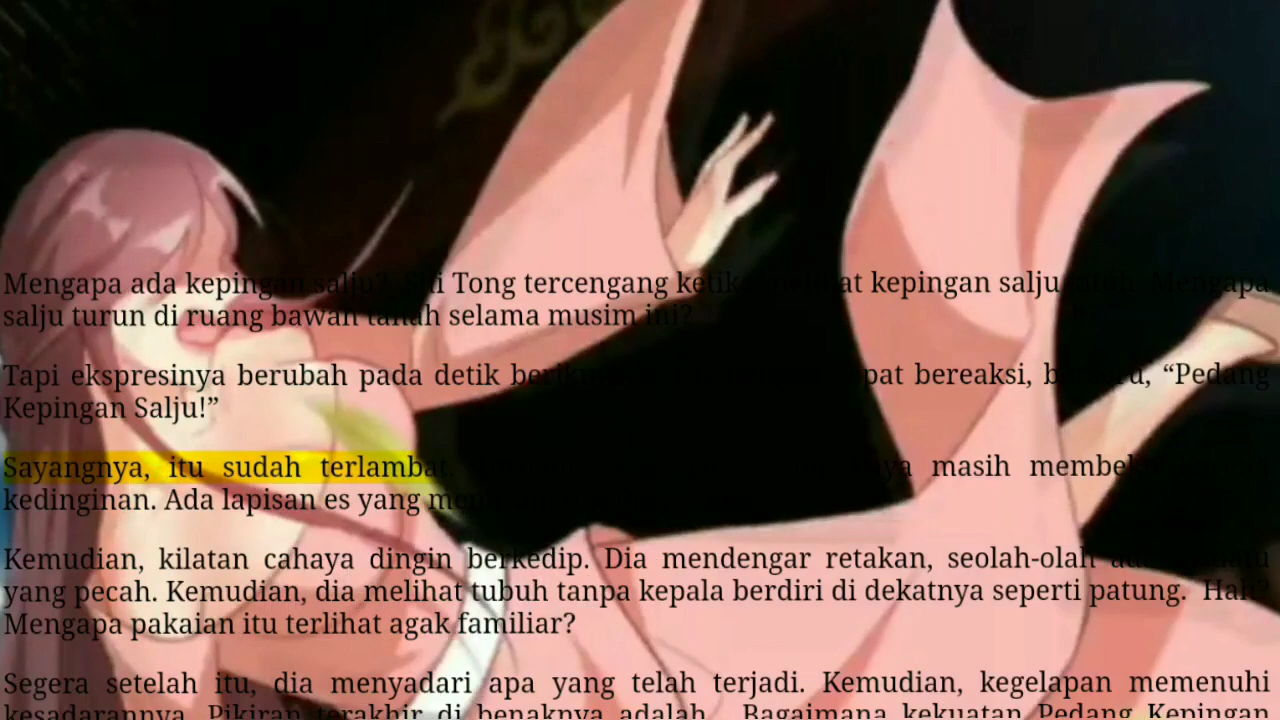 Mengapa ada kepingan salju? Shi Tong tercengang ketika melihat kepingan salju jatuh. Mengapa
salju turun di ruang bawah tanah selama musim ini?
Tapi ekspresinya berubah pada detik berikutnya. dapat bereaksi, berseru, “Pedang
Kepingan Salju!”
Sayangnya, itu sudah terlambat. masih membeku karena
kedinginan. Ada lapisan es yang
Kemudian, kilatan cahaya dingin berkedip. Dia mendengar retakan, seolah-olah ada sesuatu
yang pecah. Kemudian, dia melihat tubuh tanpa kepala berdiri di dekatnya seperti patung. Hah?
Mengapa pakaian itu terlihat agak familiar?
Segera setelah itu, dia menyadari apa yang telah terjadi. Kemudian, kegelapan memenuhi
kesadarannya. Pikiran terakhir di benaknya adalah... Bagaimana kekuatan Pedang Kepingan